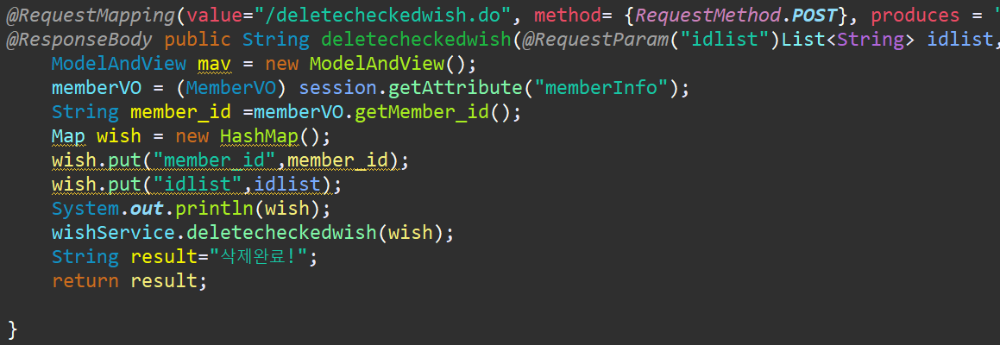 @RequestMapping(value="/deletecheckedwish.do", method= {RequestMethod.POST}, produces = "
@ResponseBody public String deletecheckedwish(@RequestParam("idlist")List<String> idlist,
ModelAndView mav = new ModelAndView();
memberVO = (MemberVO) session.getAttribute("memberInfo");
String member_id =memberVO.getMember_id();
Map wish = new HashMap();
wish.put("member_id",member_id);
wish.put("idlist",idlist);
System.out.println(wish);
wishService.deletecheckedwish(wish);
String result="삭제완료!";
return result;
}